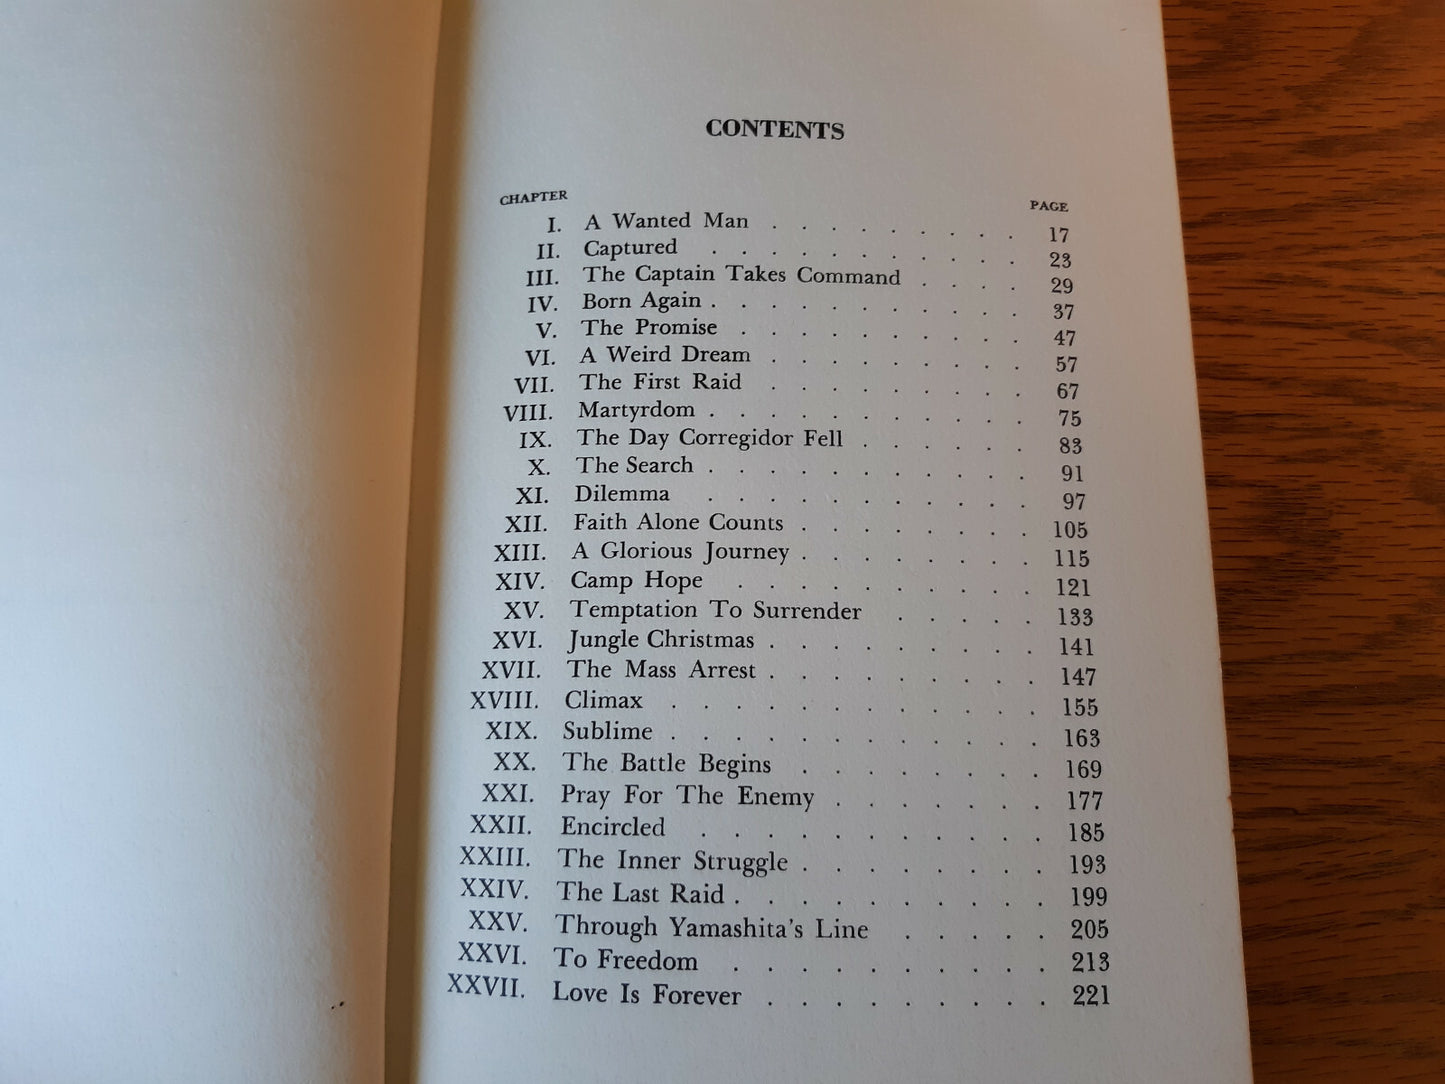 CONTENTS
CHAPTER PAGE
I. A Wanted Man . . . . . . . . . 17
II. Captured . . . . . . . . . . . 23
III. The Captain Takes Command . . . . 29
IV. Born Again . . . . . . . . . . . 37
V. The Promise . . . . . . . . . . 47
VI. A Weird Dream . . . . . . . . . 57
VII. The First Raid . . . . . . . . . 67
VIII. Martyrdom . . . . . . . . . . . 75
IX. The Day Corregidor Fell . . . . . . 83
X. The Search . . . . . . . . . . . 91
XI. Dilemma . . . . . . . . . . . 97
XII. Faith Alone Counts . . . . . . . . 105
XIII. A Glorious Journey . . . . . . . . 115
XIV. Camp Hope . . . . . . . . . . 121
XV. Temptation To Surrender . . . . . 133
XVI. Jungle Christmas . . . . . . . . . 141
XVII. The Mass Arrest . . . . . . . . . 147
XVIII. Climax . . . . . . . . . . . . 155
XIX. Sublime . . . . . . . . . . . . 163
XX. The Battle Begins . . . . . . . . 169
XXI. Pray For The Enemy . . . . . . . 177
XXII. Encircled . . . . . . . . . . . 185
XXIII. The Inner Struggle . . . . . . . . 193
XXIV. The Last Raid . . . . . . . . . . 199
XXV. Through Yamashita's Line . . . . . 205
XXVI. To Freedom . . . . . . . . . . 213
XXVII. Love Is Forever . . . . . . . . . 221